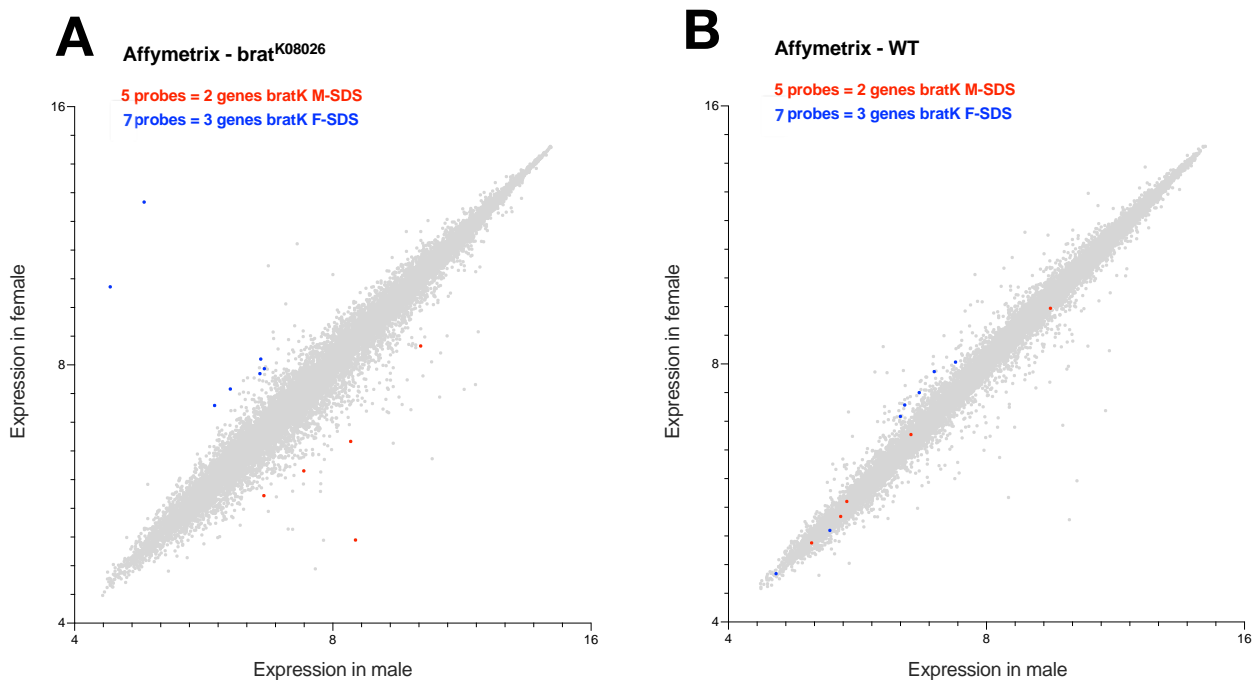 A
Affymetrix - brat^K08026
5 probes = 2 genes bratK M-SDS
7 probes = 3 genes bratK F-SDS
16
8
4
4
8
16
Expression in female
Expression in male
B
Affymetrix - WT
5 probes = 2 genes bratK M-SDS
7 probes = 3 genes bratK F-SDS
16
8
4
4
8
16
Expression in female
Expression in male